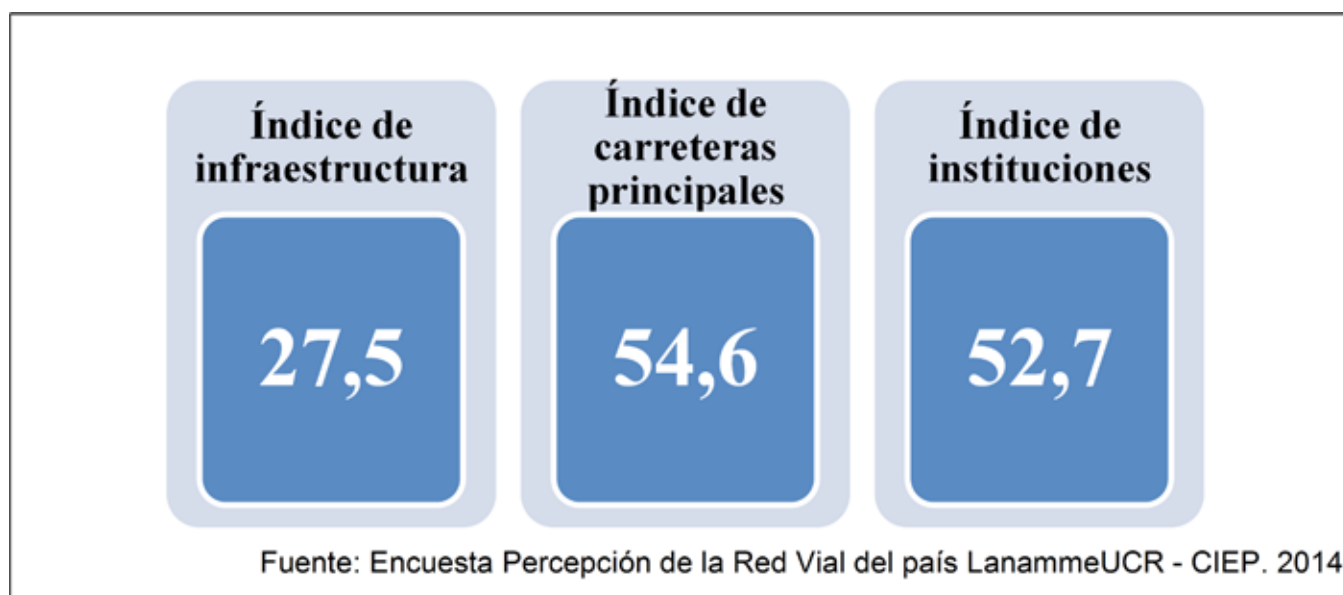 Índice de
infraestructura
27,5
Índice de
carreteras
principales
54,6
Índice de
instituciones
52,7
Fuente: Encuesta Percepción de la Red Vial del país LanammeUCR - CIEP. 2014